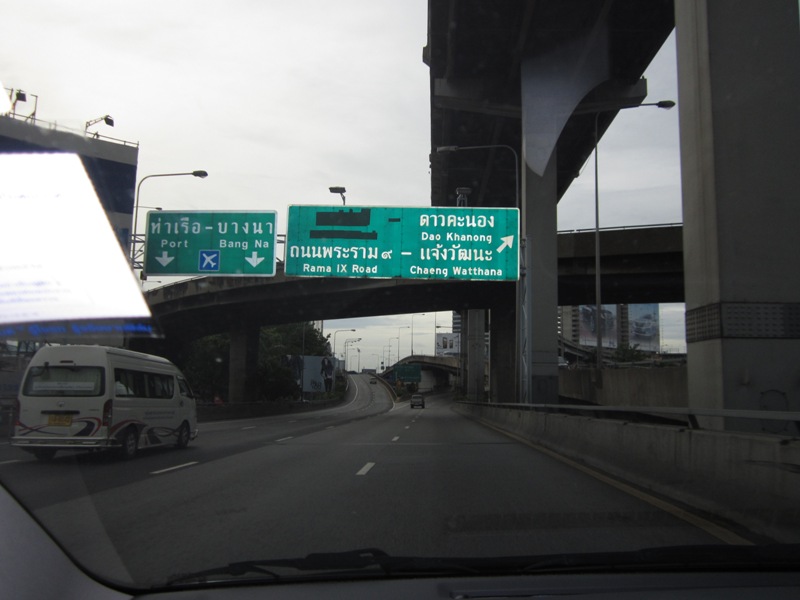 ท่าเรือ - บางนา
Port Bang Na
ดาวคะนอง
Dao Khanong
ถนนพระราม ๙ - แจ้งวัฒนะ
Rama IX Road Chaeng Watthana